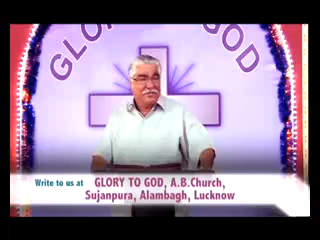 GLORY TO GOD
Write to us at GLORY TO GOD, A.B.Church,
Sujanpura, Alambagh, Lucknow